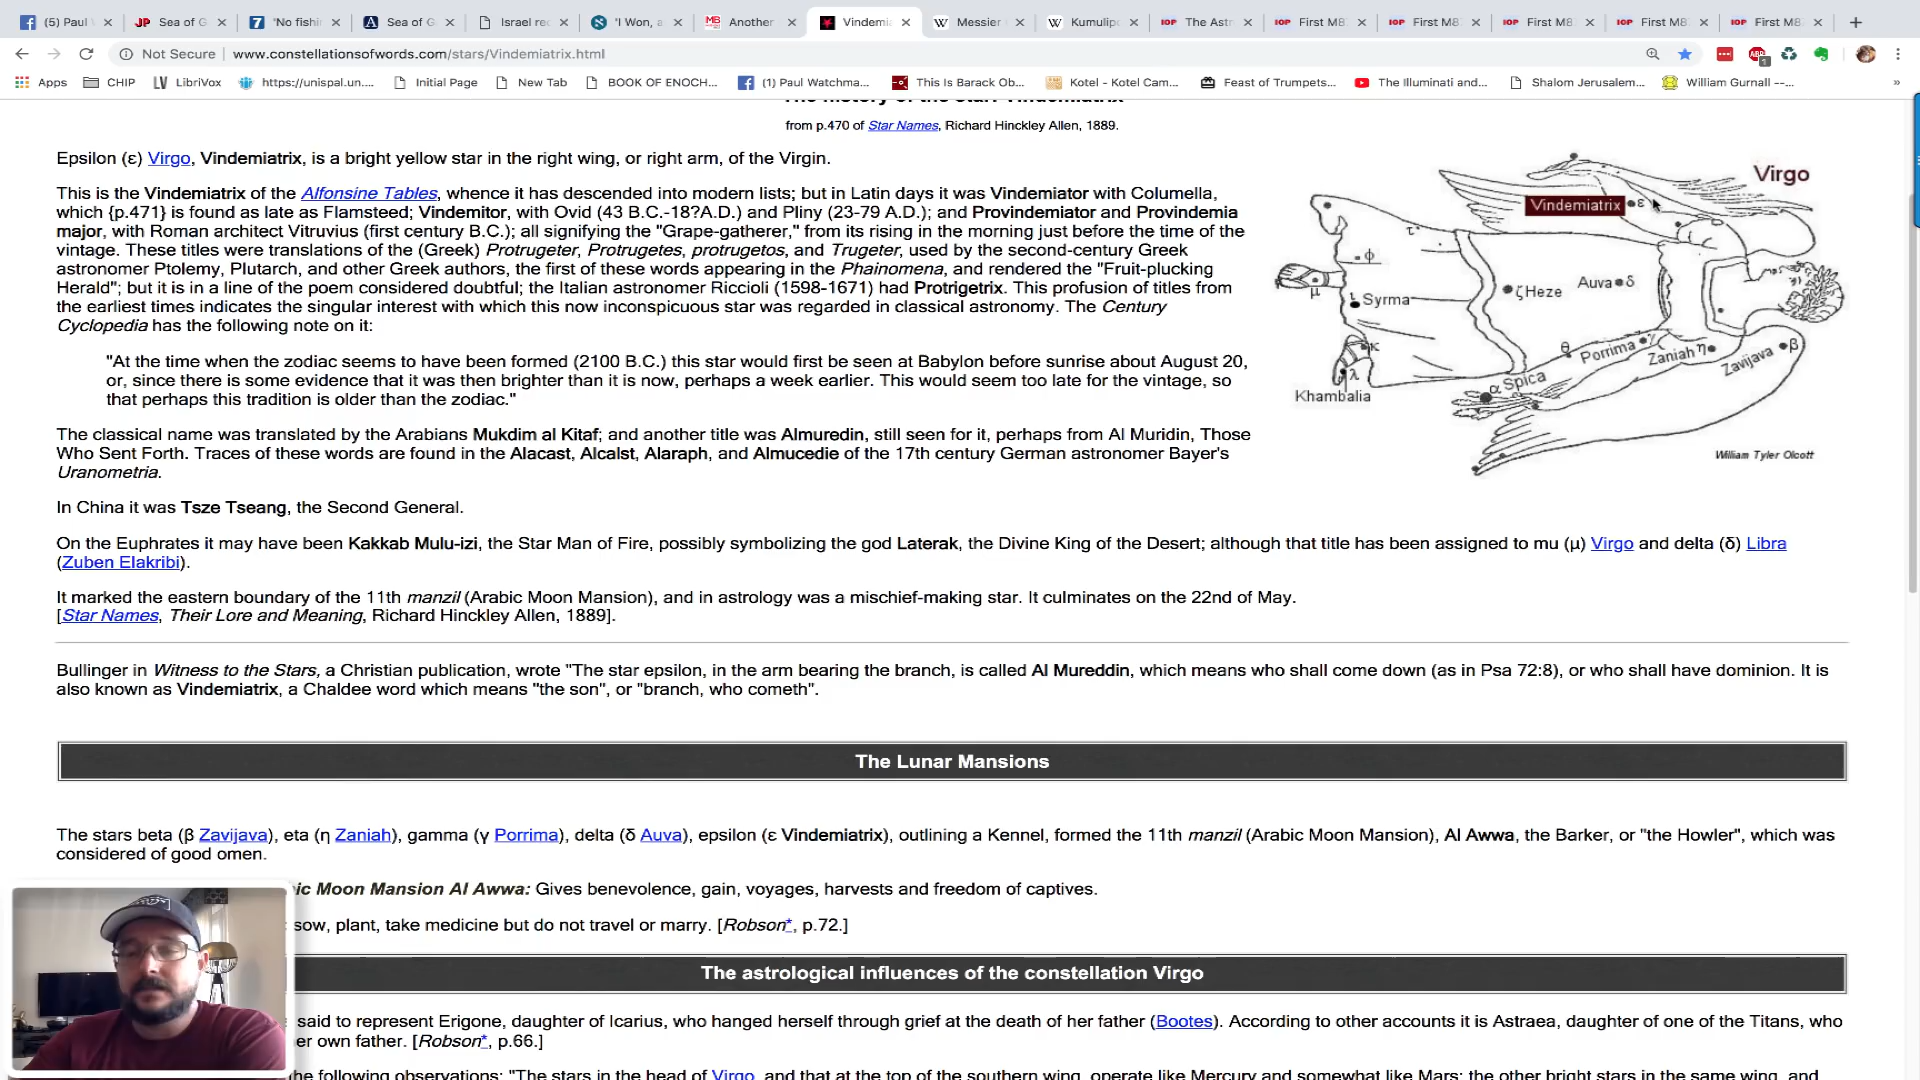 (5) Paul V
Sea of G
'No fishi
Sea of G
Israel re
'I Won, a
Another
Vindemia
Messier
Kumulipo
The Astr
First M8
First M8
First M8
First M8
First M8
Not Secure www.constellationsofwords.com/stars/Vindemiatrix.html
Apps CHIP LibriVox https://unispal.un.... Initial Page New Tab BOOK OF ENOCH... (1) Paul Watchma... This Is Barack Ob... Kotel - Kotel Cam... Feast of Trumpets... The Illuminati and... Shalom Jerusalem... William Gurnall --... »
The history of the star: Vindemiatrix
from p.470 of Star Names, Richard Hinckley Allen, 1889.
Epsilon (ε) Virgo, Vindemiatrix, is a bright yellow star in the right wing, or right arm, of the Virgin.
This is the Vindemiatrix of the Alfonsine Tables, whence it has descended into modern lists; but in Latin days it was Vindemiator with Columella,
which {p.471} is found as late as Flamsteed; Vindemitor, with Ovid (43 B.C.-18?A.D.) and Pliny (23-79 A.D.); and Provindemiator and Provindemia
major, with Roman architect Vitruvius (first century B.C.); all signifying the "Grape-gatherer," from its rising in the morning just before the time of the
vintage. These titles were translations of the (Greek) Protrugeter, Protrugetes, protrugetos, and Trugeter, used by the second-century Greek
astronomer Ptolemy, Plutarch, and other Greek authors, the first of these words appearing in the Phainomena, and rendered the "Fruit-plucking
Herald"; but it is in a line of the poem considered doubtful; the Italian astronomer Riccioli (1598-1671) had Protrigetrix. This profusion of titles from
the earliest times indicates the singular interest with which this now inconspicuous star was regarded in classical astronomy. The Century
Cyclopedia has the following note on it:
"At the time when the zodiac seems to have been formed (2100 B.C.) this star would first be seen at Babylon before sunrise about August 20,
or, since there is some evidence that it was then brighter than it is now, perhaps a week earlier. This would seem too late for the vintage, so
that perhaps this tradition is older than the zodiac."
The classical name was translated by the Arabians Mukdim al Kitaf; and another title was Almuredin, still seen for it, perhaps from Al Muridin, Those
Who Sent Forth. Traces of these words are found in the Alacast, Alcalst, Alaraph, and Almucedie of the 17th century German astronomer Bayer's
Uranometria.
In China it was Tsze Tseang, the Second General.
On the Euphrates it may have been Kakkab Mulu-izi, the Star Man of Fire, possibly symbolizing the god Laterak, the Divine King of the Desert; although that title has been assigned to mu (μ) Virgo and delta (δ) Libra
(Zuben Elakribi).
It marked the eastern boundary of the 11th manzil (Arabic Moon Mansion), and in astrology was a mischief-making star. It culminates on the 22nd of May.
[Star Names, Their Lore and Meaning, Richard Hinckley Allen, 1889].
Virgo
Vindemiatrix ε
τ
φ
μ
ι
Syrma
ζ Heze
Auva δ
κ
θ
Porrima γ
Zaniah η
Zavijava β
λ
α Spica
Khambalia
William Tyler Olcott
Bullinger in Witness to the Stars, a Christian publication, wrote "The star epsilon, in the arm bearing the branch, is called Al Mureddin, which means who shall come down (as in Psa 72:8), or who shall have dominion. It is
also known as Vindemiatrix, a Chaldee word which means "the son", or "branch, who cometh".
The Lunar Mansions
The stars beta (β Zavijava), eta (η Zaniah), gamma (γ Porrima), delta (δ Auva), epsilon (ε Vindemiatrix), outlining a Kennel, formed the 11th manzil (Arabic Moon Mansion), Al Awwa, the Barker, or "the Howler", which was
considered of good omen.
ic Moon Mansion Al Awwa: Gives benevolence, gain, voyages, harvests and freedom of captives.
sow, plant, take medicine but do not travel or marry. [Robson*, p.72.]
The astrological influences of the constellation Virgo
said to represent Erigone, daughter of Icarius, who hanged herself through grief at the death of her father (Bootes). According to other accounts it is Astraea, daughter of one of the Titans, who
er own father. [Robson*, p.66.]
the following observations: "The stars in the head of Virgo, and that at the top of the southern wing, operate like Mercury and somewhat like Mars: the other bright stars in the same wing, and